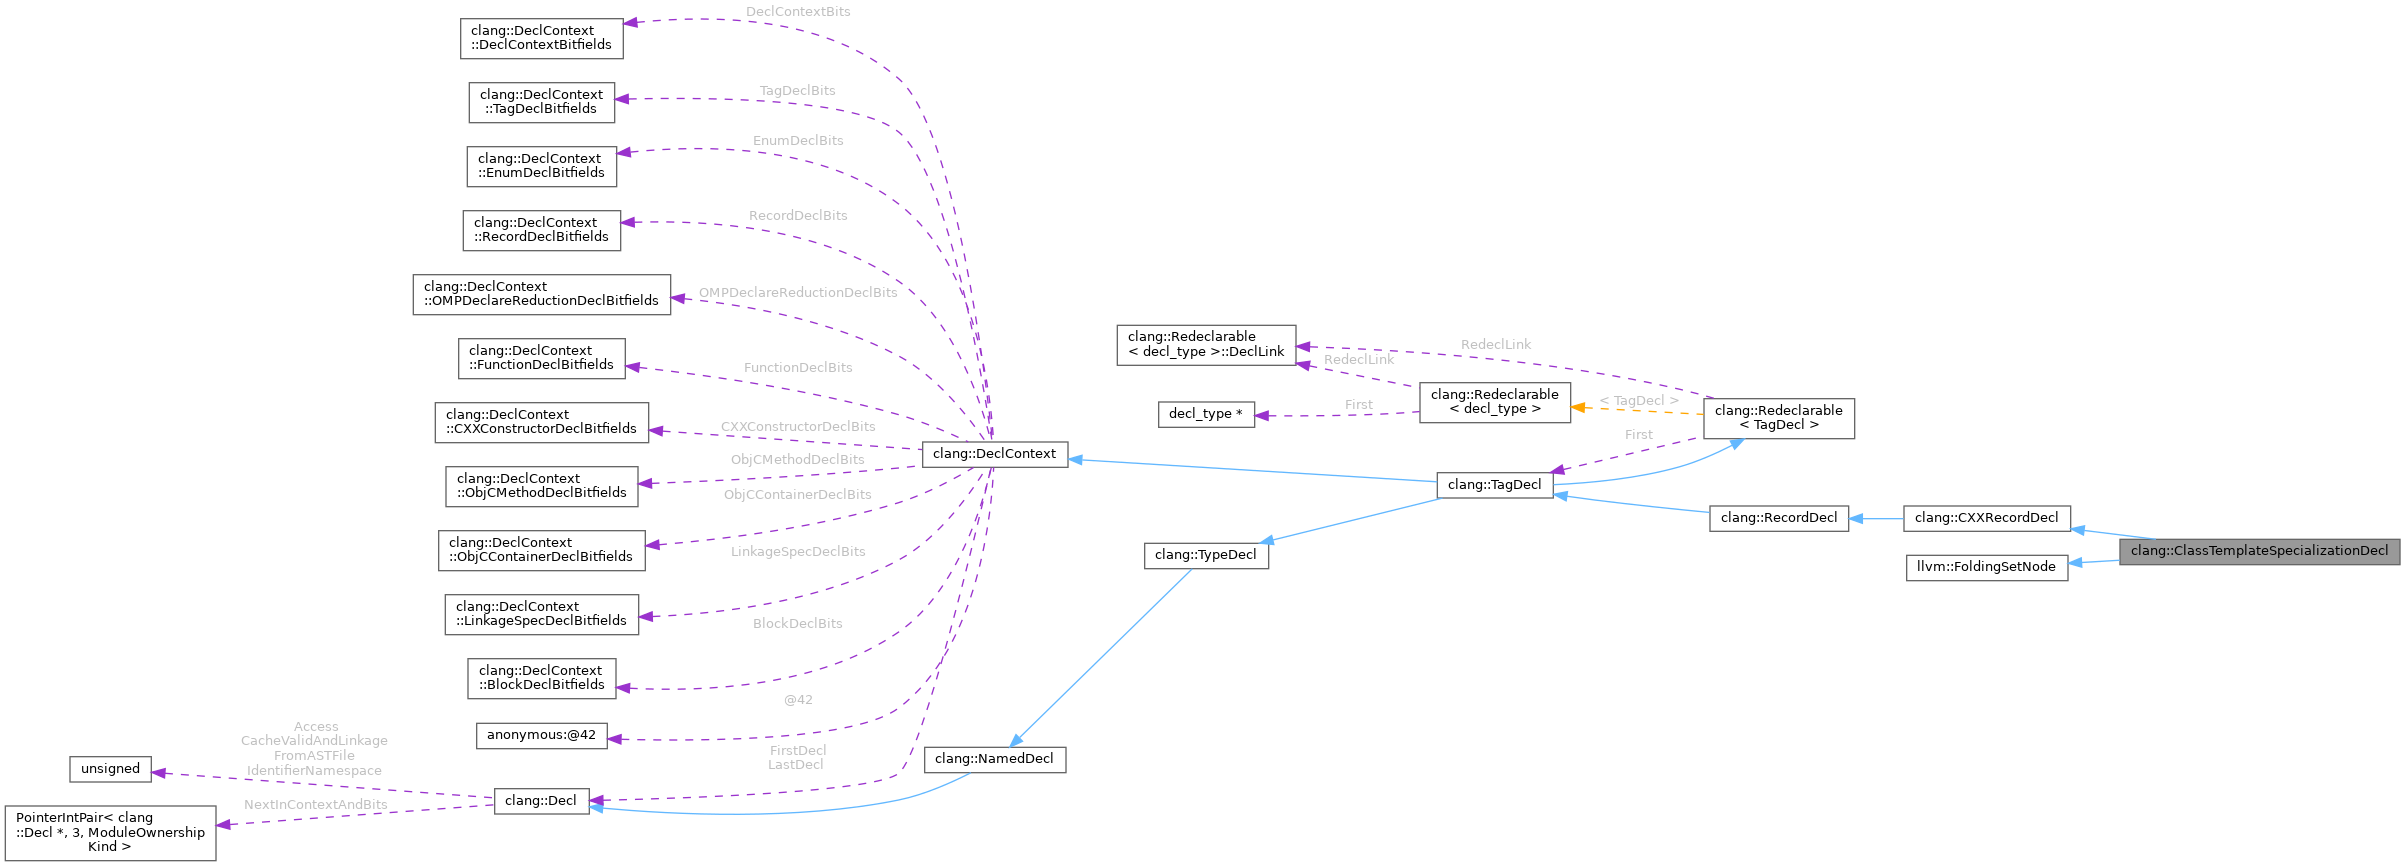 DeclContextBits
clang::DeclContext
::DeclContextBitfields
TagDeclBits
clang::DeclContext
::TagDeclBitfields
EnumDeclBits
clang::DeclContext
::EnumDeclBitfields
RecordDeclBits
clang::DeclContext
::RecordDeclBitfields
OMPDeclareReductionDeclBits
clang::DeclContext
::OMPDeclareReductionDeclBitfields
FunctionDeclBits
clang::DeclContext
::FunctionDeclBitfields
CXXConstructorDeclBits
clang::DeclContext
::CXXConstructorDeclBitfields
ObjCMethodDeclBits
clang::DeclContext
::ObjCMethodDeclBitfields
ObjCContainerDeclBits
clang::DeclContext
::ObjCContainerDeclBitfields
LinkageSpecDeclBits
clang::DeclContext
::LinkageSpecDeclBitfields
BlockDeclBits
clang::DeclContext
::BlockDeclBitfields
@42
anonymous:@42
FirstDecl
LastDecl
Access
CacheValidAndLinkage
FromASTFile
IdentifierNamespace
unsigned
NextInContextAndBits
PointerIntPair< clang
::Decl *, 3, ModuleOwnership
Kind >
clang::Decl
clang::DeclContext
clang::NamedDecl
clang::TypeDecl
clang::Redeclarable
< decl_type >::DeclLink
RedeclLink
RedeclLink
decl_type *
First
clang::Redeclarable
< decl_type >
< TagDecl >
First
clang::Redeclarable
< TagDecl >
clang::TagDecl
clang::RecordDecl
clang::CXXRecordDecl
llvm::FoldingSetNode
clang::ClassTemplateSpecializationDecl